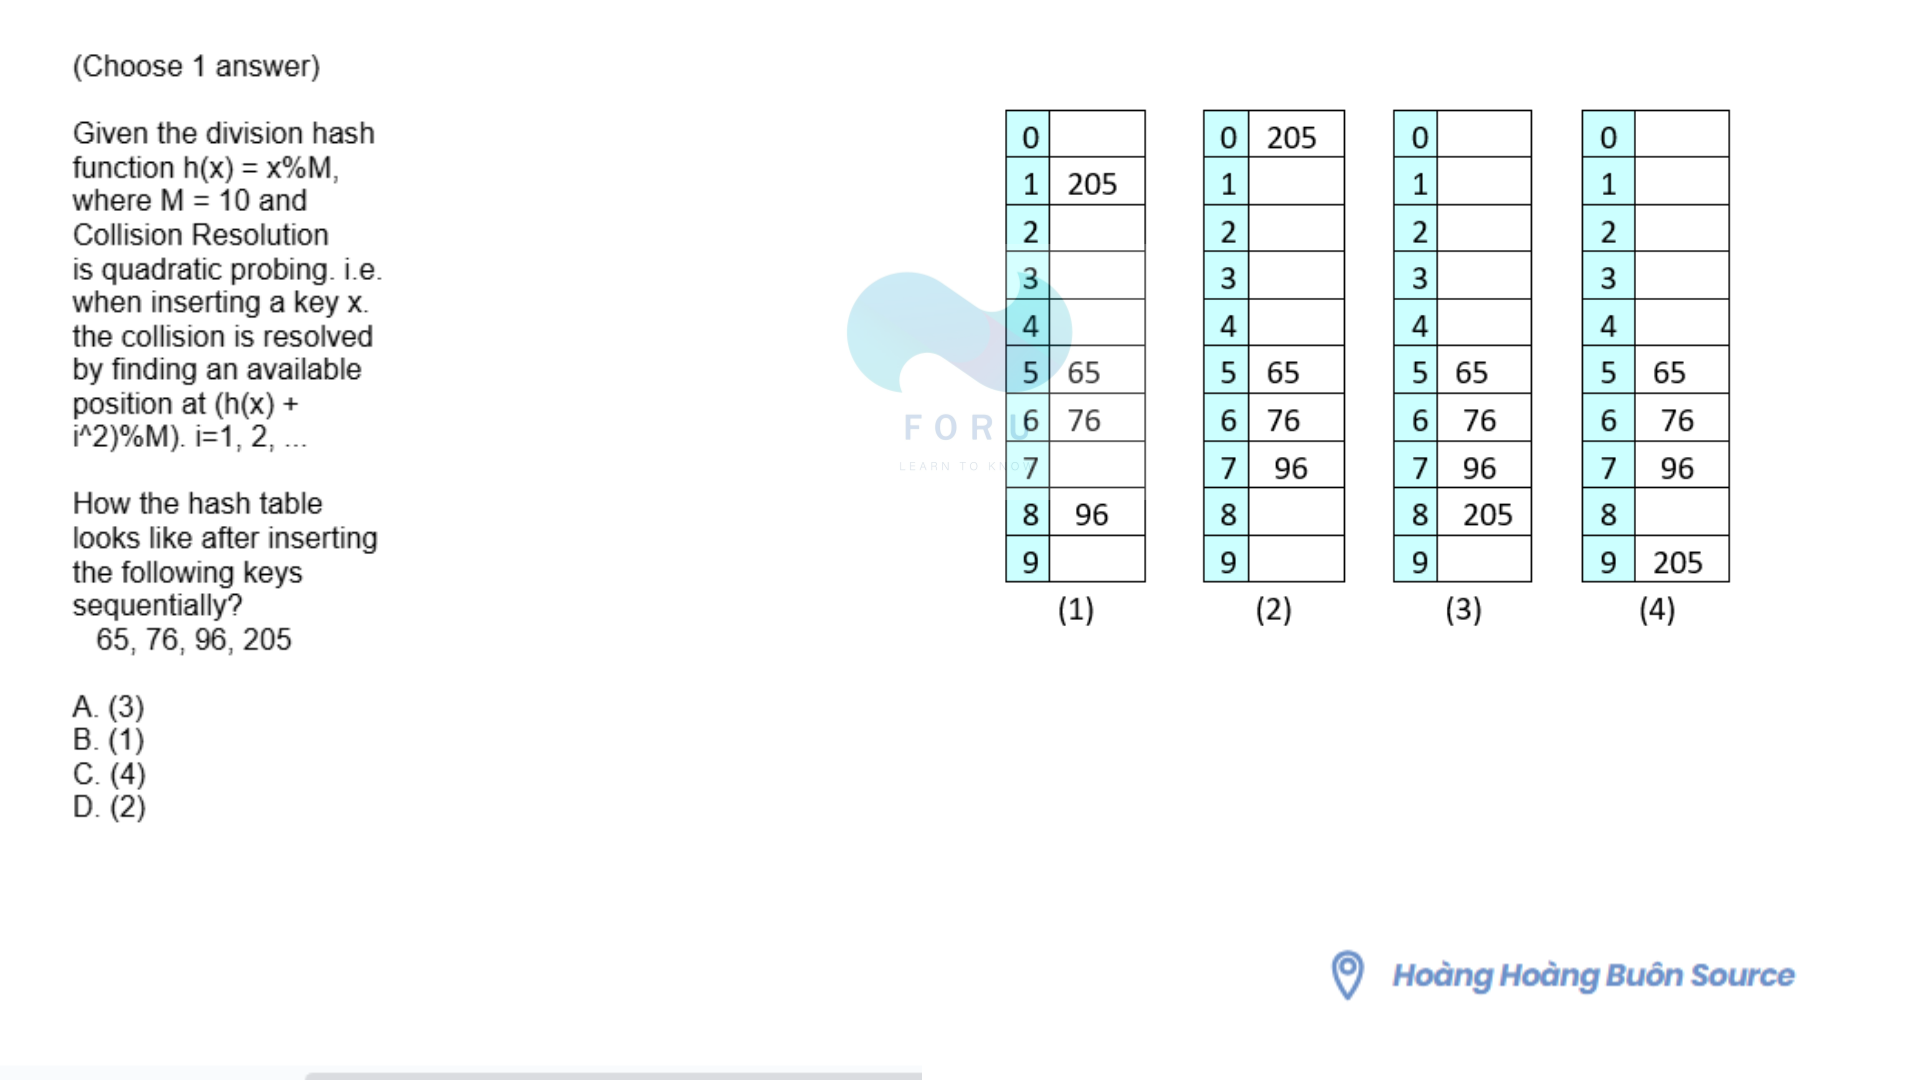 (Choose 1 answer)
Given the division hash
function h(x) = x%M,
where M = 10 and
Collision Resolution
is quadratic probing. i.e.
when inserting a key x.
the collision is resolved
by finding an available
position at (h(x) +
i^2)%M). i=1, 2, ...
How the hash table
looks like after inserting
the following keys
sequentially?
65, 76, 96, 205
A. (3)
B. (1)
C. (4)
D. (2)
0
1 205
2
3
4
5 65
6 76
7
8 96
9
(1)
0 205
1
2
3
4
5 65
6 76
7 96
8
9
(2)
0
1
2
3
4
5 65
6 76
7 96
8 205
9
(3)
0
1
2
3
4
5 65
6 76
7 96
8
9 205
(4)
FORU
LEARN TO KNOW
Hoàng Hoàng Buôn Source